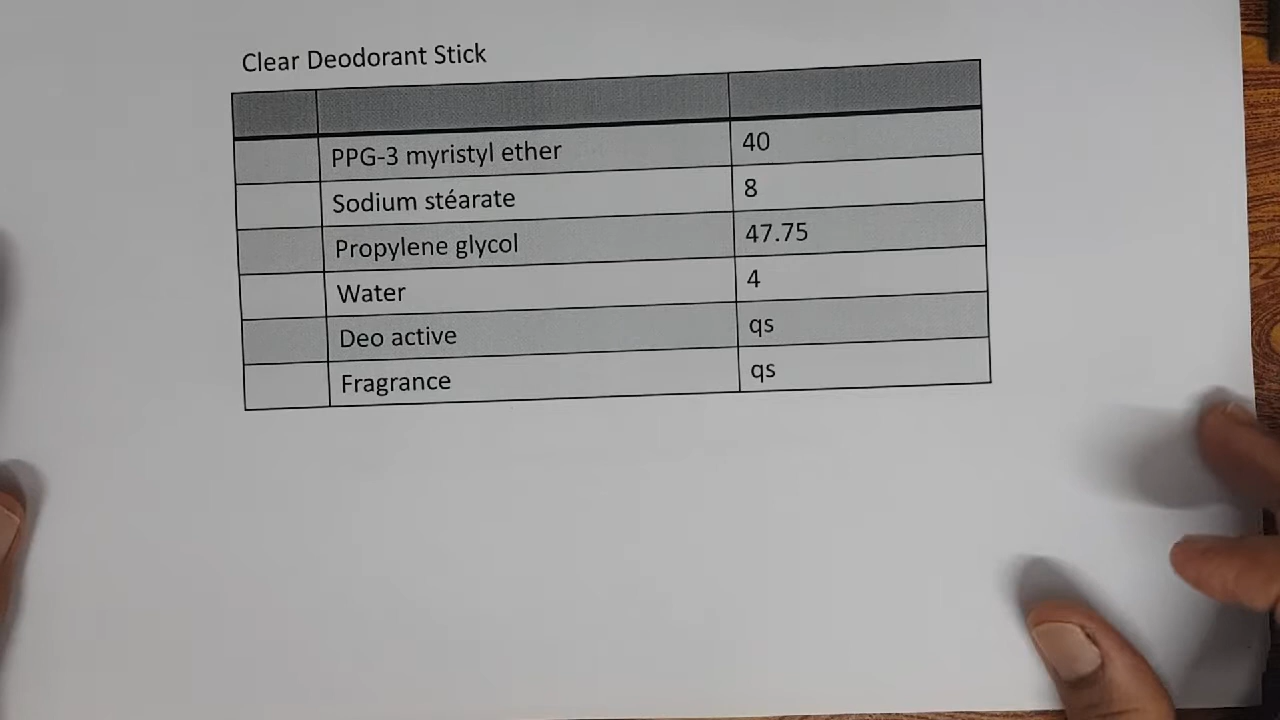 Clear Deodorant Stick
PPG-3 myristyl ether 40
Sodium stéarate 8
Propylene glycol 47.75
Water 4
Deo active qs
Fragrance qs